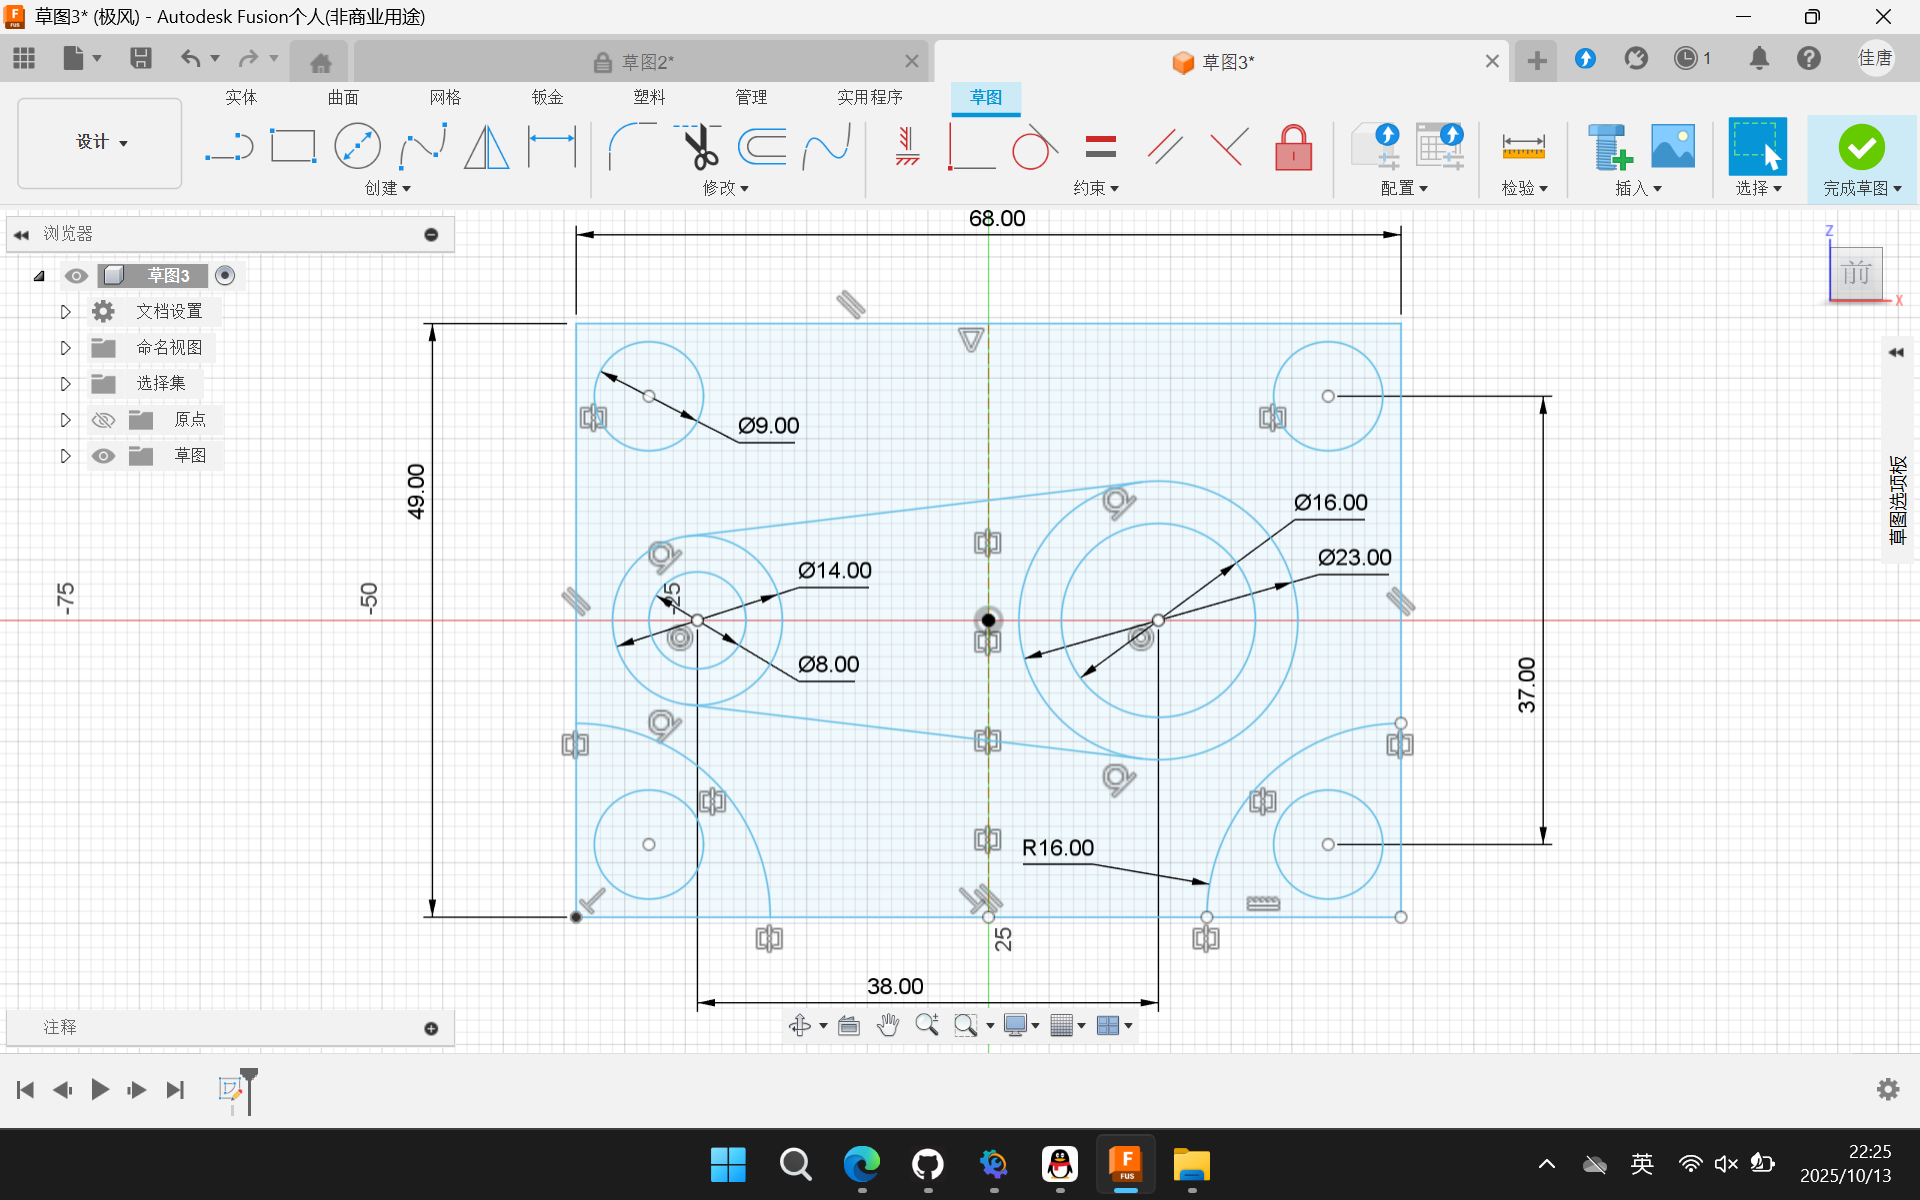 草图3* (极风) - Autodesk Fusion个人(非商业用途)
草图2*
草图3*
1
佳唐
实体
曲面
网格
钣金
塑料
管理
实用程序
草图
设计
创建
修改
约束
配置
检验
插入
选择
完成草图
浏览器
草图3
文档设置
命名视图
选择集
原点
草图
68.00
Z
前
X
草图选项板
Ø9.00
49.00
Ø16.00
Ø23.00
Ø14.00
-75
-50
-25
Ø8.00
37.00
R16.00
25
38.00
注释
F
FUS
英
22:25
2025/10/13